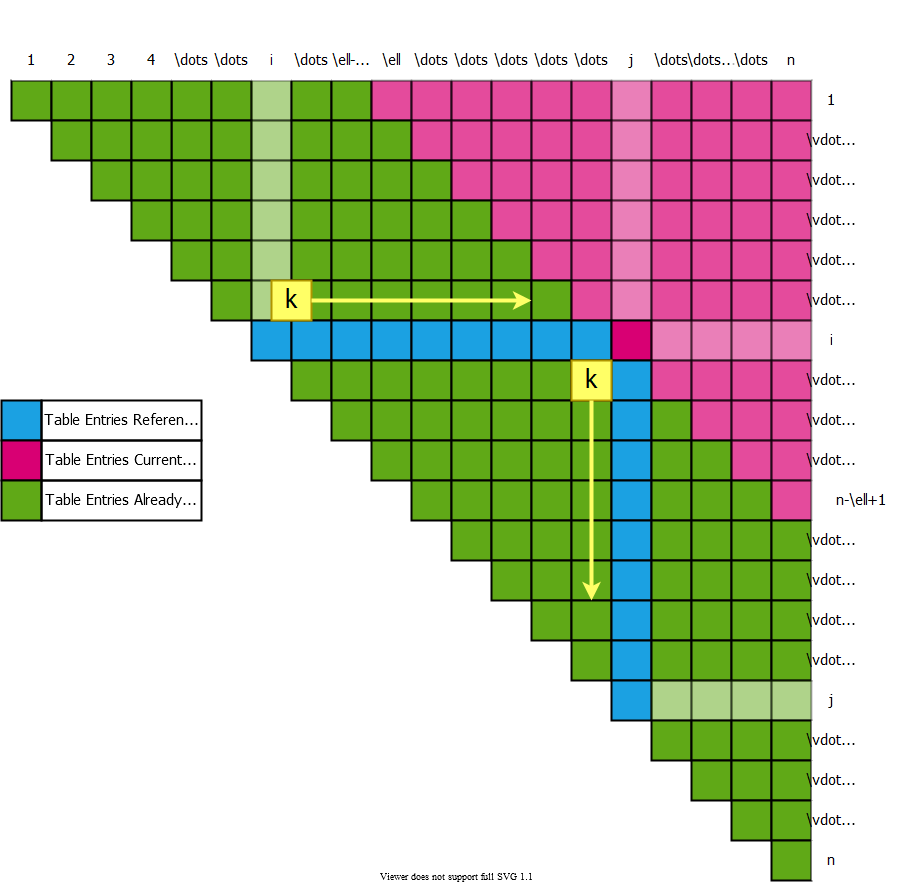 1 2 3 4 \dots \dots i \dots \ell-... \ell \dots \dots \dots \dots \dots j \dots \dots... \dots n
1
\vdot...
\vdot...
\vdot...
\vdot...
k \vdot...
i
k \vdot...
Table Entries Referen... \vdot...
Table Entries Current... \vdot...
Table Entries Already... n-\ell+1
\vdot...
\vdot...
\vdot...
\vdot...
j
\vdot...
\vdot...
\vdot...
n
Viewer does not support full SVG 1.1